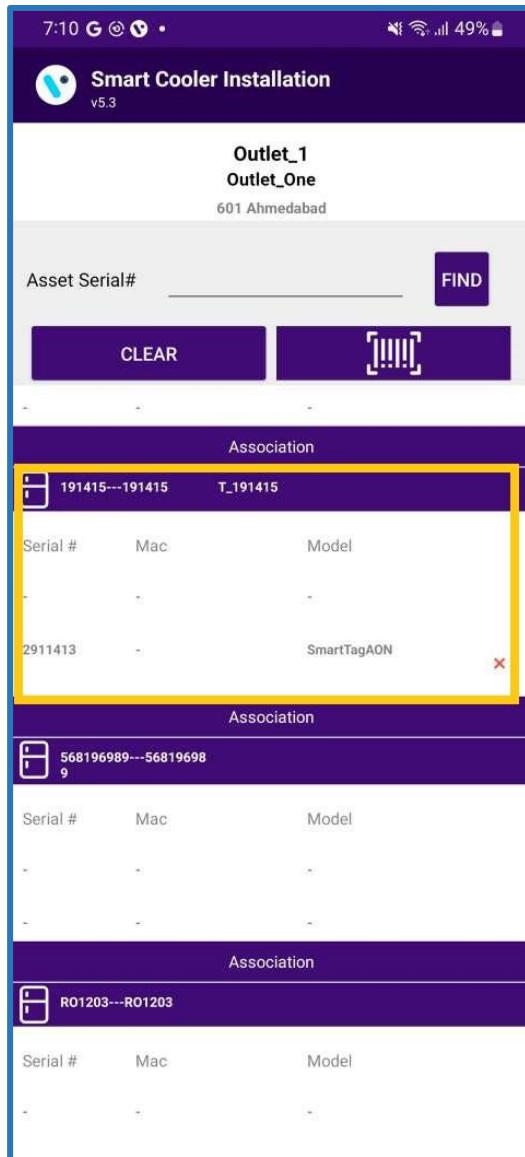 7:10 G 49%
Smart Cooler Installation
v5.3
Outlet_1
Outlet_One
601 Ahmedabad
Asset Serial# FIND
CLEAR
- - -
Association
191415---191415 T_191415
Serial # Mac Model
- - -
2911413 - SmartTagAON ×
Association
568196989---56819698
9
Serial # Mac Model
- - -
- - -
Association
RO1203---RO1203
Serial # Mac Model
- - -